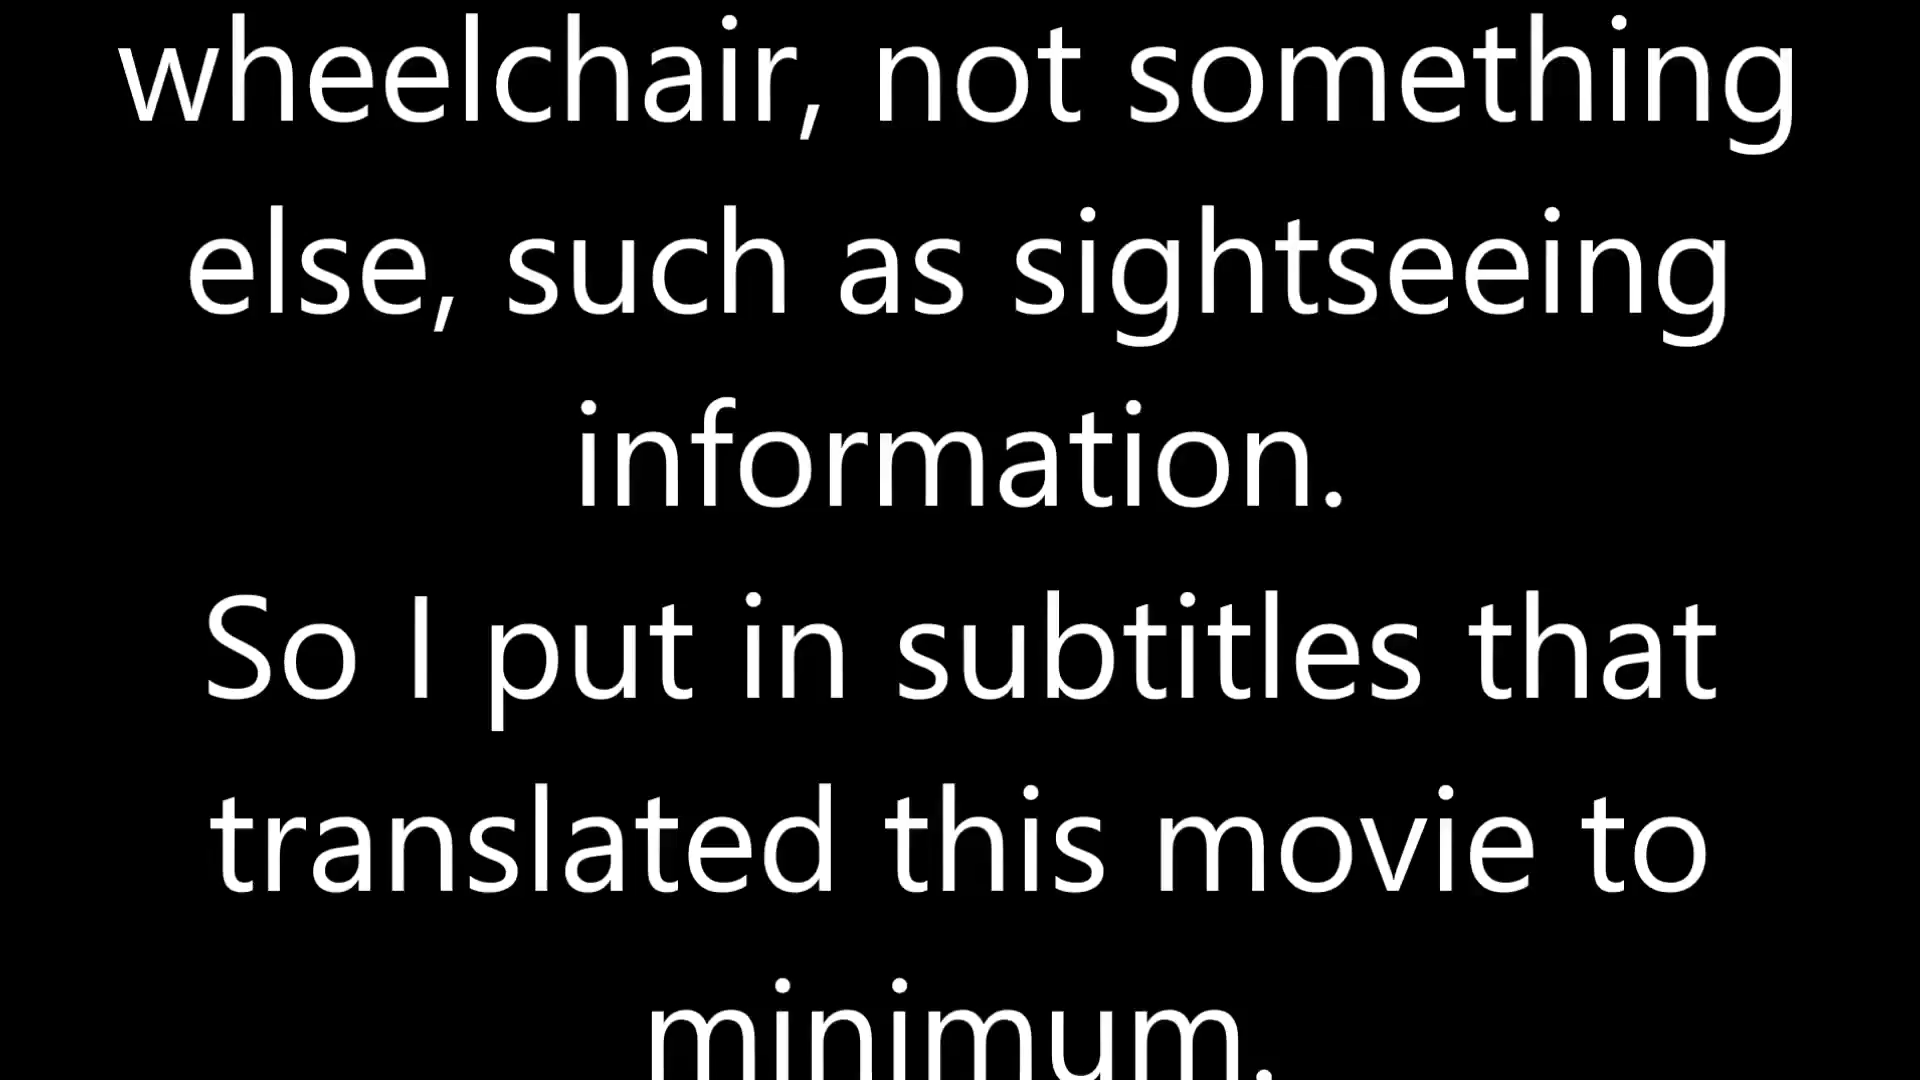 wheelchair, not something
else, such as sightseeing
information.
So I put in subtitles that
translated this movie to
minimum.